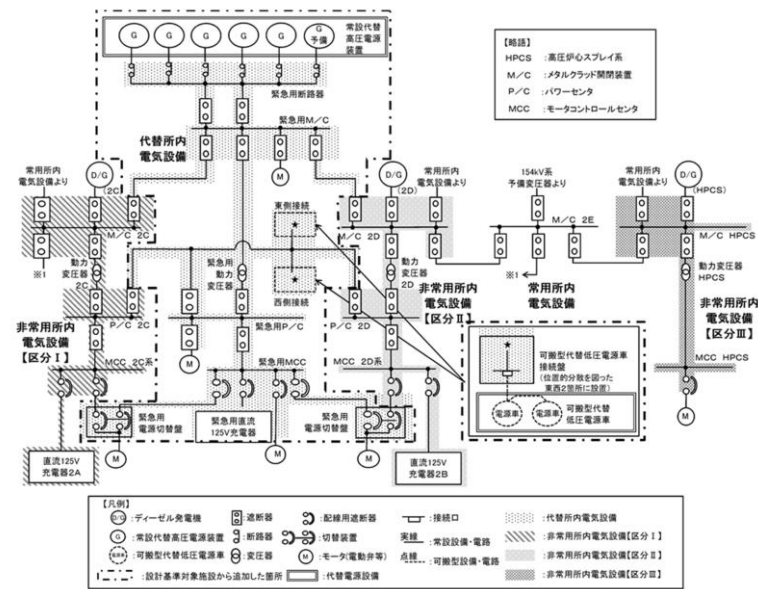 G G G G G
G
予備
常設代替
高圧電源
装置
【略語】
HPCS :高圧炉心スプレイ系
M/C :メタルクラッド開閉装置
P/C :パワーセンタ
MCC :モータコントロールセンタ
緊急用断路器
緊急用M/C
代替所内
電気設備
常用所内
電気設備より
D/G
(2C)
M
D/G
(2D)
常用所内
電気設備より
154kV系
予備変圧器より
常用所内
電気設備より
D/G
(HPCS)
東側接続
M/C 2C
M/C 2D
M/C 2E
M/C HPCS
※1
※1
動力
変圧器
2C
緊急用
動力
変圧器
西側接続
動力
変圧器
2D
非常用所内
電気設備
【区分Ⅱ】
常用所内
電気設備
動力変圧器
HPCS
非常用所内
電気設備
【区分Ⅰ】
P/C 2C
緊急用P/C
P/C 2D
非常用所内
電気設備
【区分Ⅲ】
M
MCC 2C系
緊急用MCC
MCC 2D系
MCC HPCS
可搬型代替低圧電源車
接続盤
(位置的分散を図った
東西2箇所に設置)
電源車 電源車
可搬型代替
低圧電源車
緊急用
電源切替盤
緊急用直流
125V充電器
緊急用
電源切替盤
M
M M M
直流125V
充電器2A
直流125V
充電器2B
【凡例】
D/G :ディーゼル発電機
:遮断器
:配線用遮断器
:接続口
:代替所内電気設備
G :常設代替高圧電源装置
:断路器
:切替装置
実線 :常設設備・電路
:非常用所内電気設備【区分Ⅰ】
電源車 :可搬型代替低圧電源車
:変圧器
M :モータ(電動弁等)
点線 :可搬型設備・電路
:非常用所内電気設備【区分Ⅱ】
:設計基準対象施設から追加した箇所
:代替電源設備
:非常用所内電気設備【区分Ⅲ】